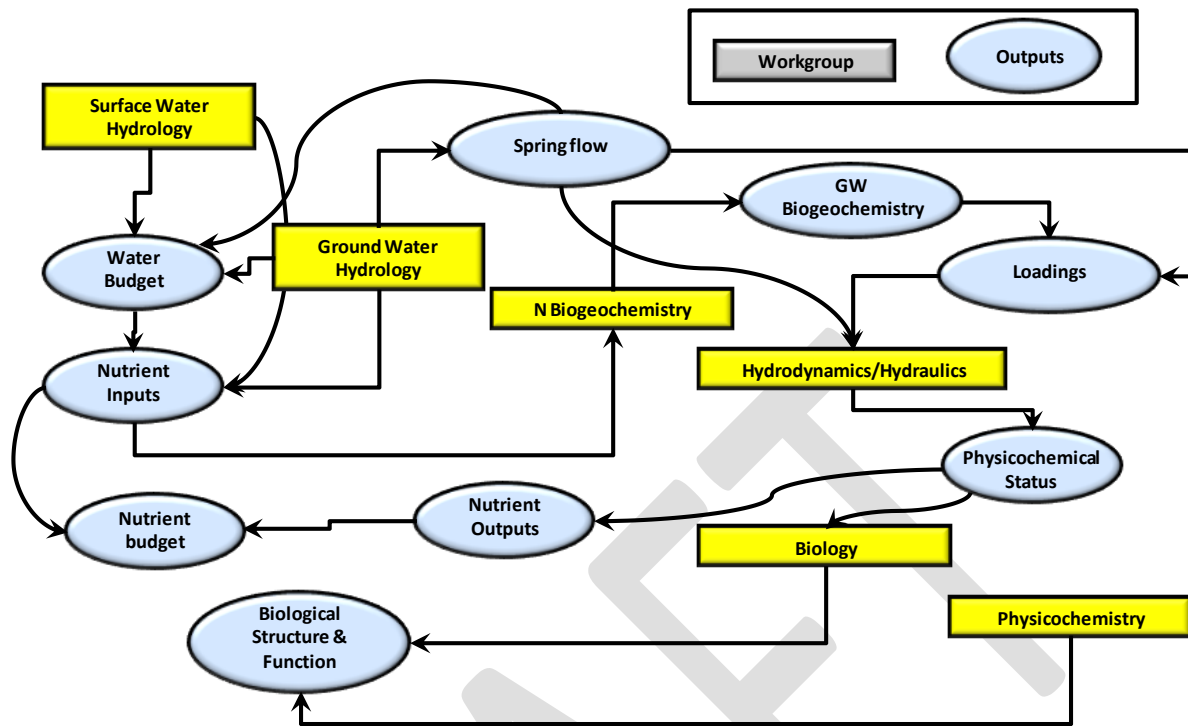 Workgroup
Outputs
Surface Water
Hydrology
Spring flow
GW
Biogeochemistry
Water
Budget
Ground Water
Hydrology
Loadings
N Biogeochemistry
Nutrient
Inputs
Hydrodynamics/Hydraulics
Physicochemical
Status
Nutrient
budget
Nutrient
Outputs
Biology
Biological
Structure &
Function
Physicochemistry